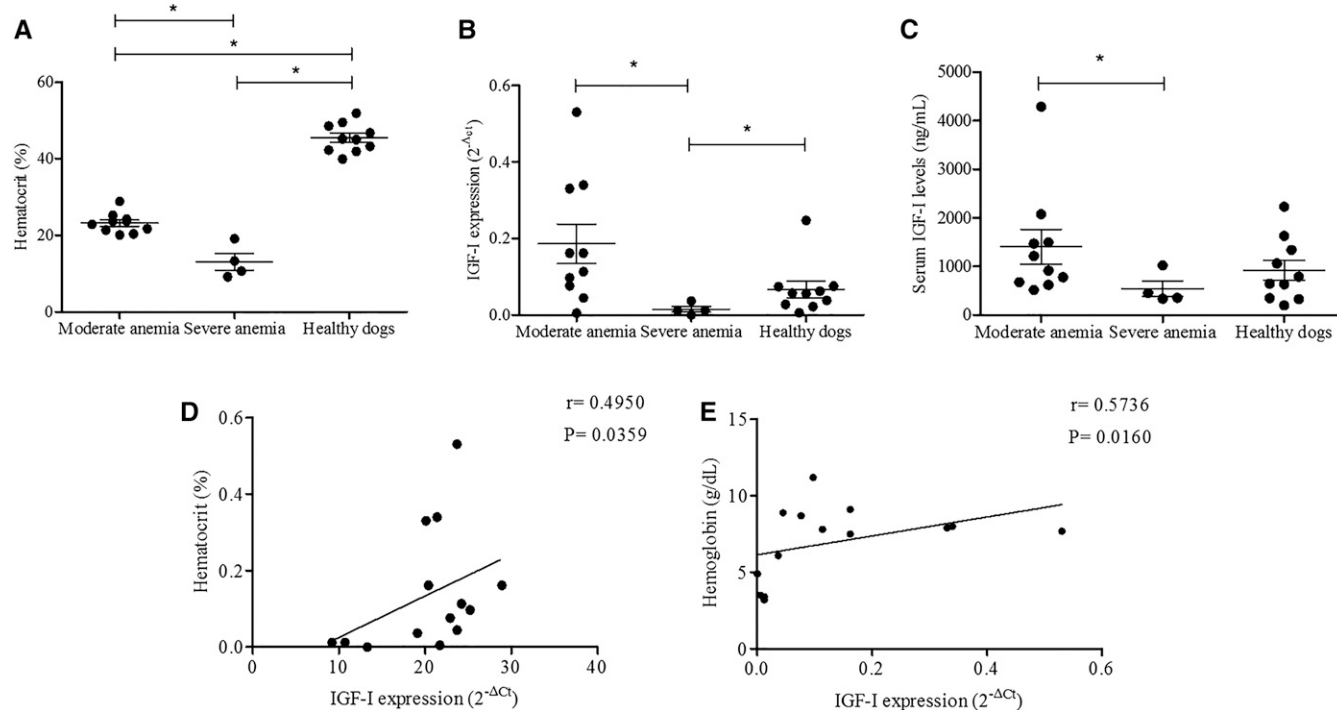 A
*
*
*
Hematocrit (%)
60
40
20
0
Moderate anemia Severe anemia Healthy dogs
B
*
*
IGF-I expression (2^-Δct)
0.6
0.4
0.2
0.0
Moderate anemia Severe anemia Healthy dogs
C
*
Serum IGF-I levels (ng/mL)
5000
4000
3000
2000
1000
0
Moderate anemia Severe anemia Healthy dogs
D
r= 0.4950
P= 0.0359
Hematocrit (%)
0.6
0.4
0.2
0.0
0 10 20 30 40
IGF-I expression (2^-ΔCt)
E
r= 0.5736
P= 0.0160
Hemoglobin (g/dL)
15
10
5
0
0.0 0.2 0.4 0.6
IGF-I expression (2^-ΔCt)